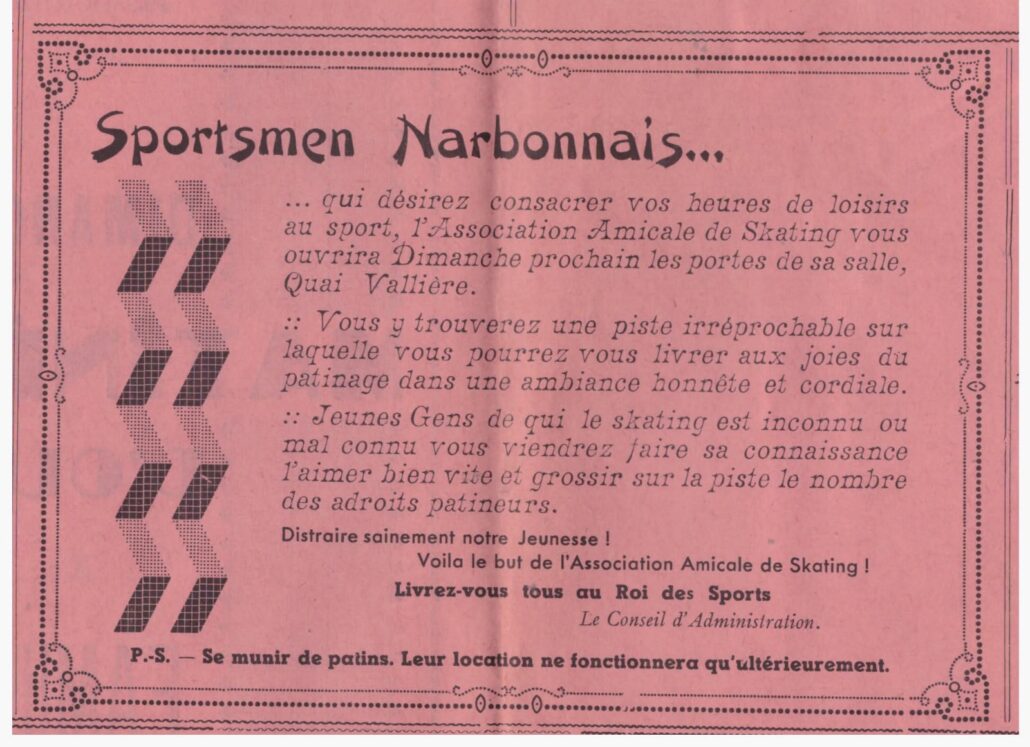 Sportsmen Narbonnais...
... qui désirez consacrer vos heures de loisirs
au sport, l'Association Amicale de Skating vous
ouvrira Dimanche prochain les portes de sa salle,
Quai Vallière.
:: Vous y trouverez une piste irréprochable sur
laquelle vous pourrez vous livrer aux joies du
patinage dans une ambiance honnête et cordiale.
:: Jeunes Gens de qui le skating est inconnu ou
mal connu vous viendrez faire sa connaissance
l'aimer bien vite et grossir sur la piste le nombre
des adroits patineurs.
Distraire sainement notre Jeunesse !
Voila le but de l'Association Amicale de Skating !
Livrez-vous tous au Roi des Sports
Le Conseil d'Administration.
P.-S. — Se munir de patins. Leur location ne fonctionnera qu'ultérieurement.